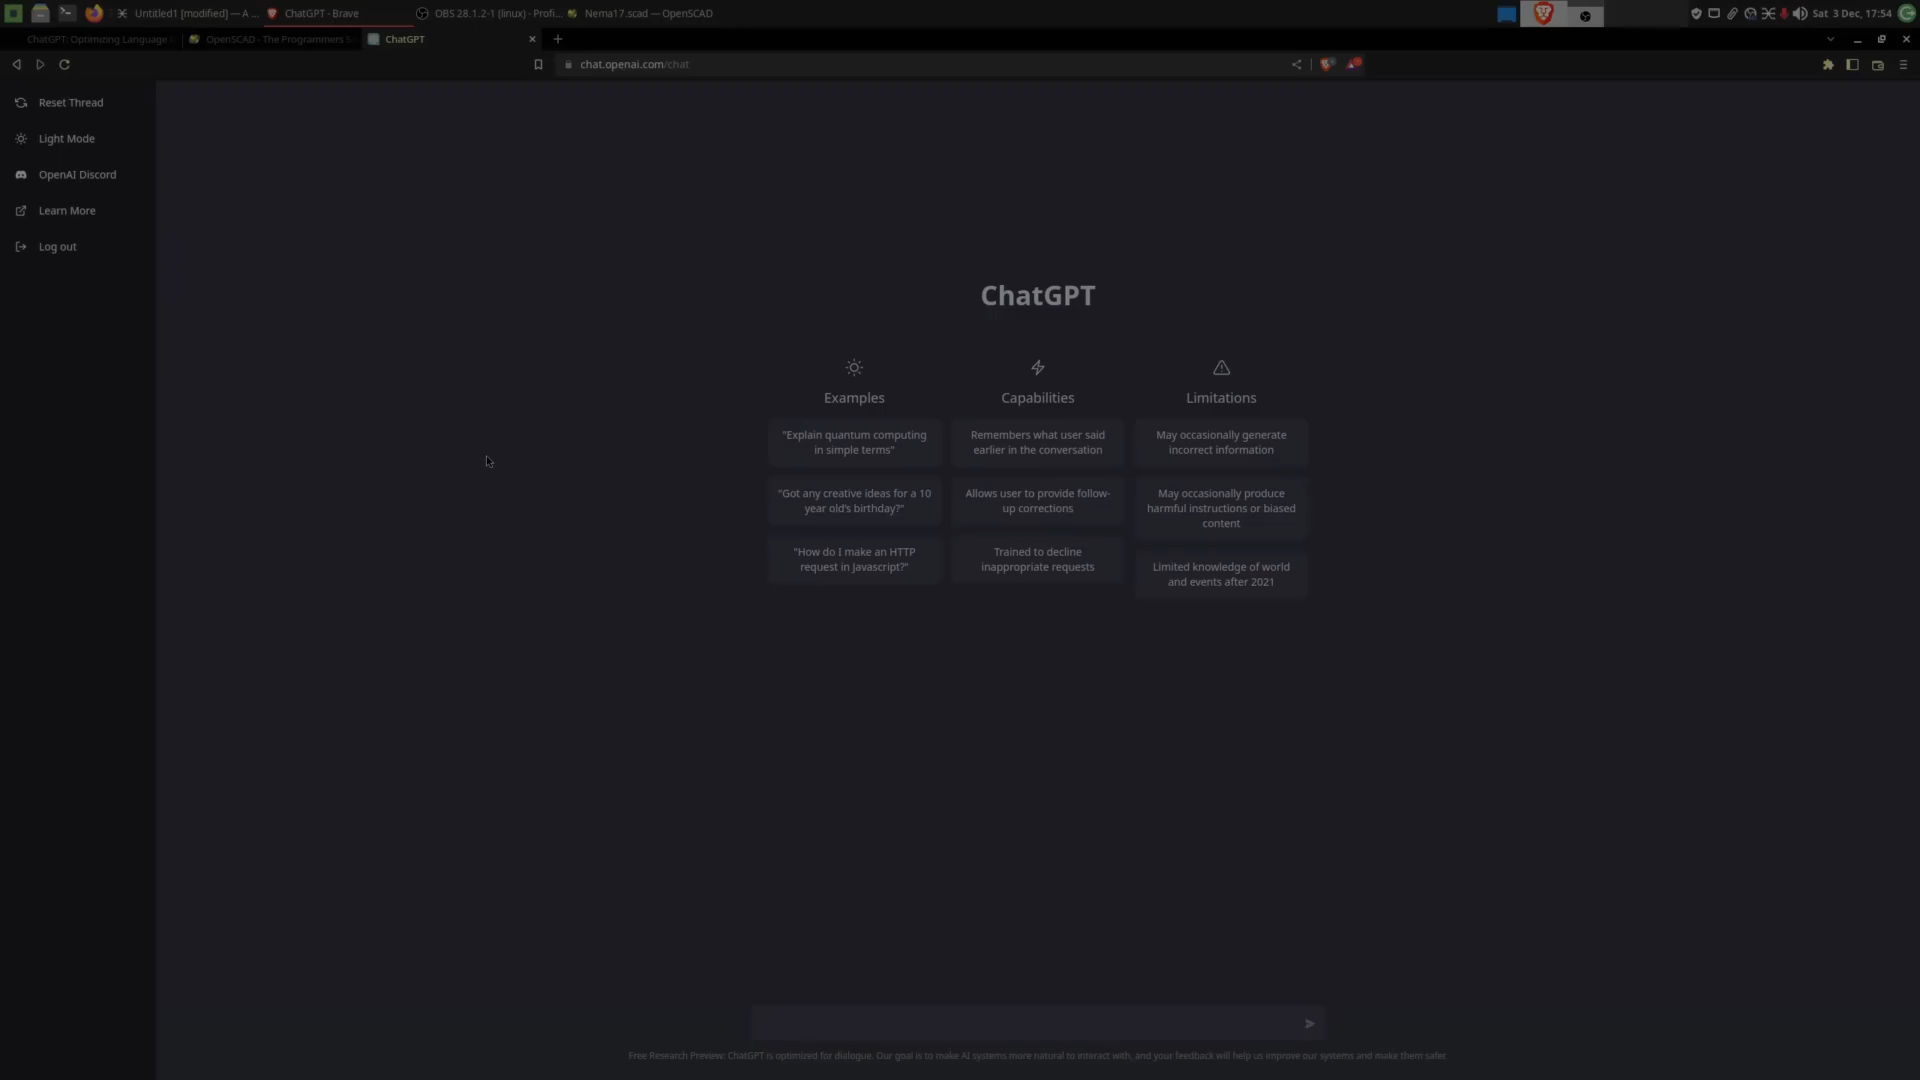 Untitled1 [modified] — A ...
ChatGPT - Brave
OBS 28.1.2-1 (linux) - Profi...
Nema17.scad — OpenSCAD
Sat 3 Dec, 17:54
ChatGPT: Optimizing Language
OpenSCAD - The Programmers S
ChatGPT
chat.openai.com/chat
Reset Thread
Light Mode
OpenAI Discord
Learn More
Log out
ChatGPT
Examples
"Explain quantum computing
in simple terms"
"Got any creative ideas for a 10
year old's birthday?"
"How do I make an HTTP
request in Javascript?"
Capabilities
Remembers what user said
earlier in the conversation
Allows user to provide follow-
up corrections
Trained to decline
inappropriate requests
Limitations
May occasionally generate
incorrect information
May occasionally produce
harmful instructions or biased
content
Limited knowledge of world
and events after 2021
Free Research Preview: ChatGPT is optimized for dialogue. Our goal is to make AI systems more natural to interact with, and your feedback will help us improve our systems and make them safer.